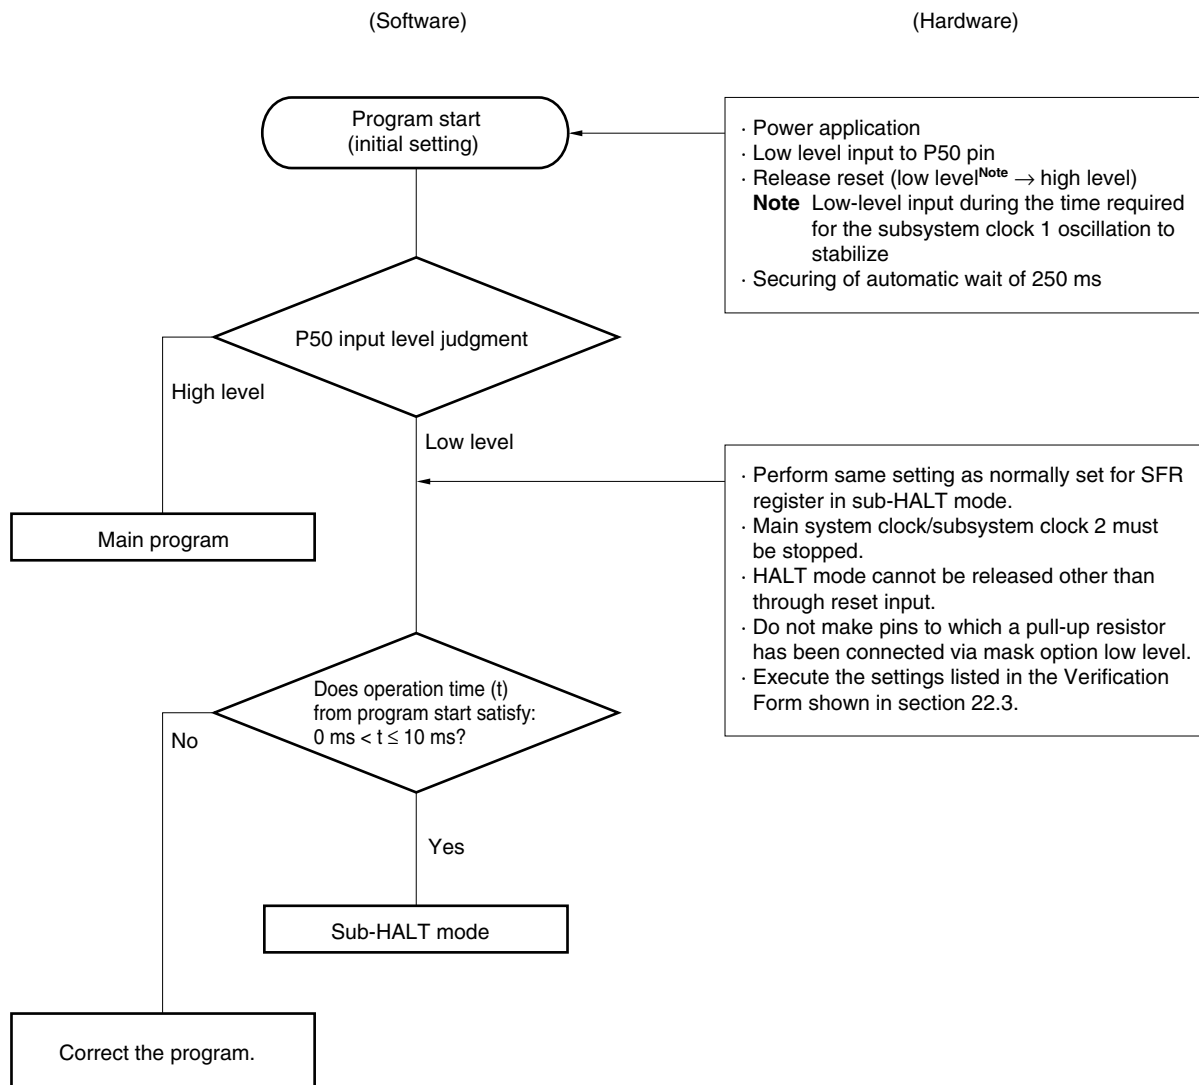 (Software)
(Hardware)
Program start
(initial setting)
· Power application
· Low level input to P50 pin
· Release reset (low levelNote → high level)
Note Low-level input during the time required
for the subsystem clock 1 oscillation to
stabilize
· Securing of automatic wait of 250 ms
P50 input level judgment
High level
Low level
· Perform same setting as normally set for SFR
register in sub-HALT mode.
· Main system clock/subsystem clock 2 must
be stopped.
· HALT mode cannot be released other than
through reset input.
· Do not make pins to which a pull-up resistor
has been connected via mask option low level.
· Execute the settings listed in the Verification
Form shown in section 22.3.
Main program
Does operation time (t)
from program start satisfy:
0 ms < t ≤ 10 ms?
No
Yes
Sub-HALT mode
Correct the program.